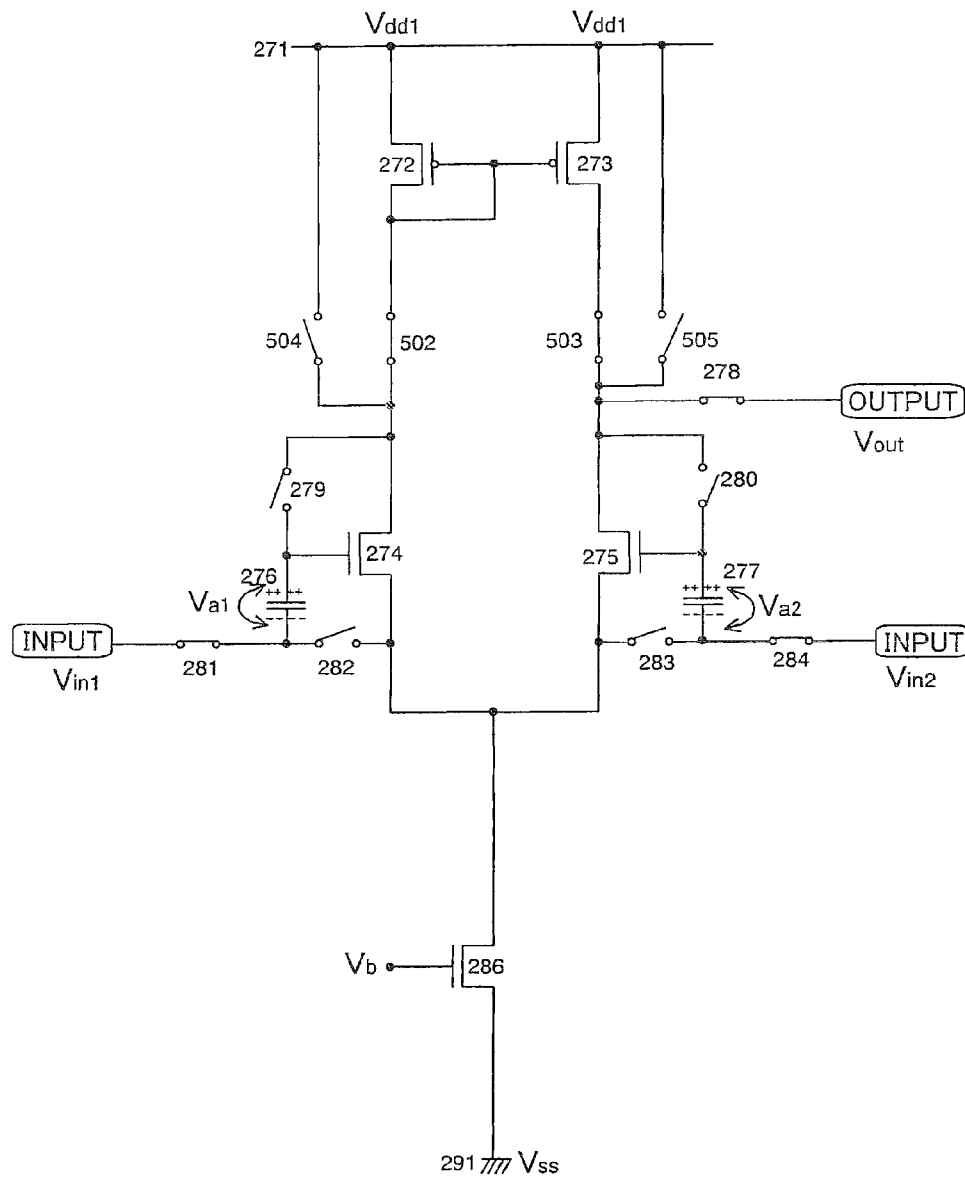 Vdd1 Vdd1
271
272 273
504 502 503 505
278
OUTPUT
Vout
279 280
274 275
276 277
++ ++ ++ ++
Va1 Va2
---- ----
INPUT INPUT
281 282 283 284
Vin1 Vin2
Vb 286
291 Vss